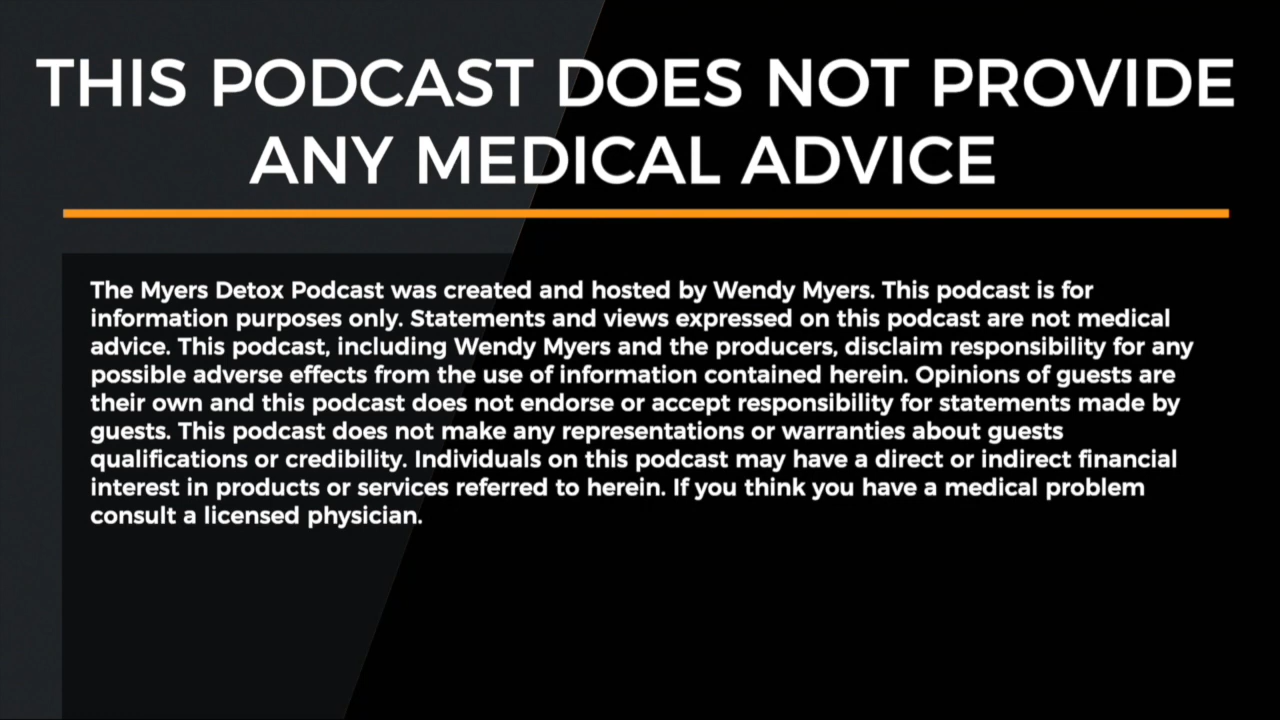 THIS PODCAST DOES NOT PROVIDE
ANY MEDICAL ADVICE
The Myers Detox Podcast was created and hosted by Wendy Myers. This podcast is for
information purposes only. Statements and views expressed on this podcast are not medical
advice. This podcast, including Wendy Myers and the producers, disclaim responsibility for any
possible adverse effects from the use of information contained herein. Opinions of guests are
their own and this podcast does not endorse or accept responsibility for statements made by
guests. This podcast does not make any representations or warranties about guests
qualifications or credibility. Individuals on this podcast may have a direct or indirect financial
interest in products or services referred to herein. If you think you have a medical problem
consult a licensed physician.